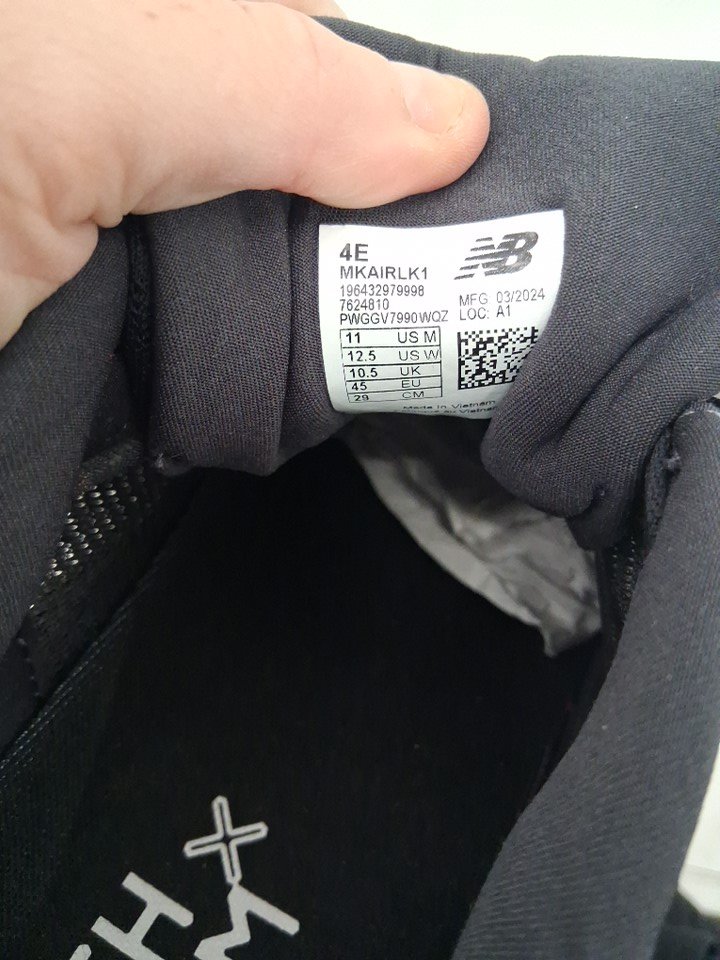 4E
NB
MKAIRLK1
196432979998
7624810
MFG 03/2024
PWGGV7990WQZ
LOC: A1
11 US M
12.5 US W
10.5 UK
45 EU
29 CM
Made in Vietnam